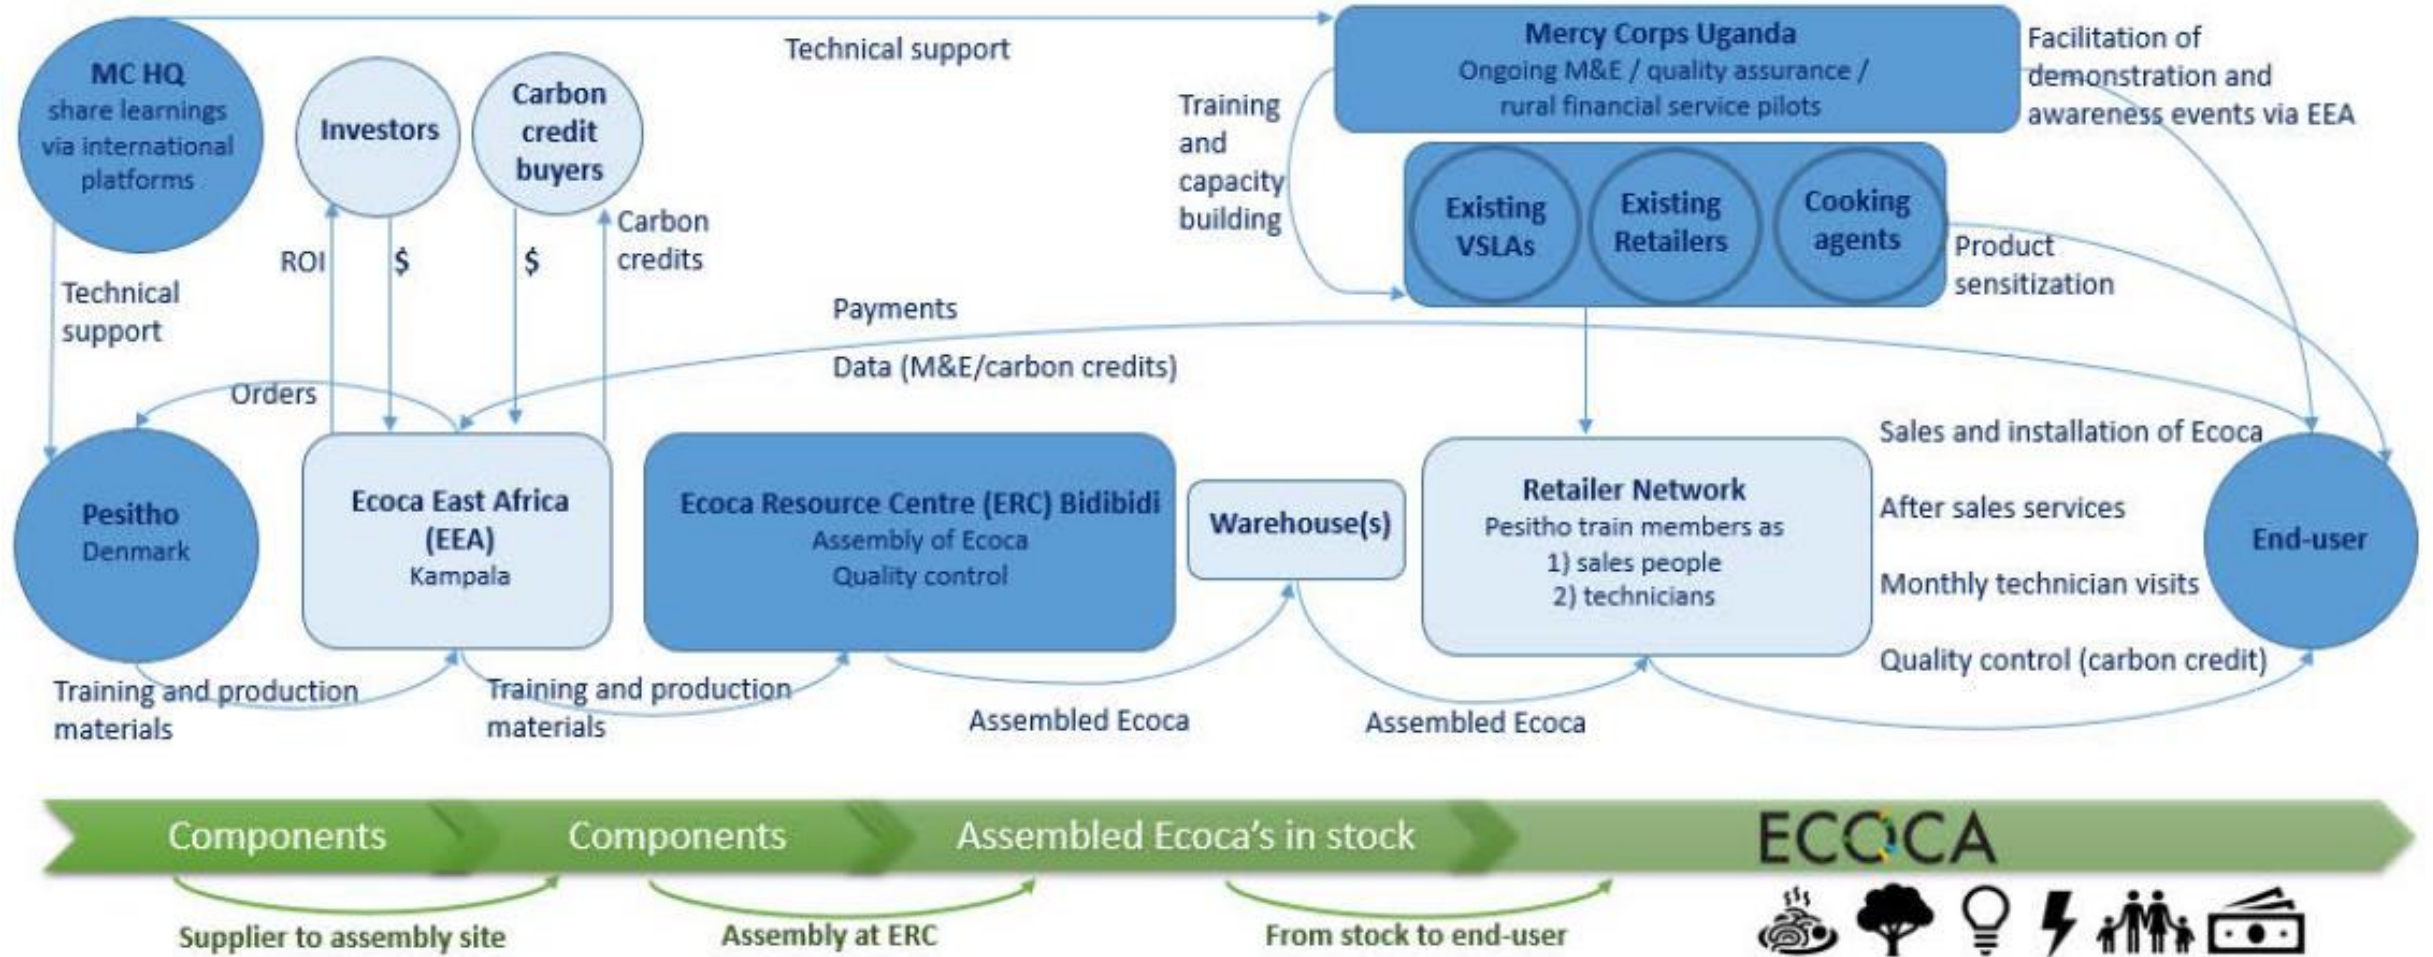 MC HQ
share learnings
via international
platforms
Investors
Carbon
credit
buyers
Technical support
Mercy Corps Uganda
Ongoing M&E / quality assurance /
rural financial service pilots
Facilitation of
demonstration and
awareness events via EEA
Training
and
capacity
building
Existing
VSLAs
Existing
Retailers
Cooking
agents
Product
sensitization
Technical
support
ROI
$
$
Carbon
credits
Payments
Data (M&E/carbon credits)
Orders
Pesitho
Denmark
Ecoca East Africa
(EEA)
Kampala
Ecoca Resource Centre (ERC) Bidibidi
Assembly of Ecoca
Quality control
Warehouse(s)
Retailer Network
Pesitho train members as
1) sales people
2) technicians
Sales and installation of Ecoca
After sales services
Monthly technician visits
Quality control (carbon credit)
End-user
Training and production
materials
Training and production
materials
Assembled Ecoca
Assembled Ecoca
Components
Components
Assembled Ecoca's in stock
ECOCA
Supplier to assembly site
Assembly at ERC
From stock to end-user